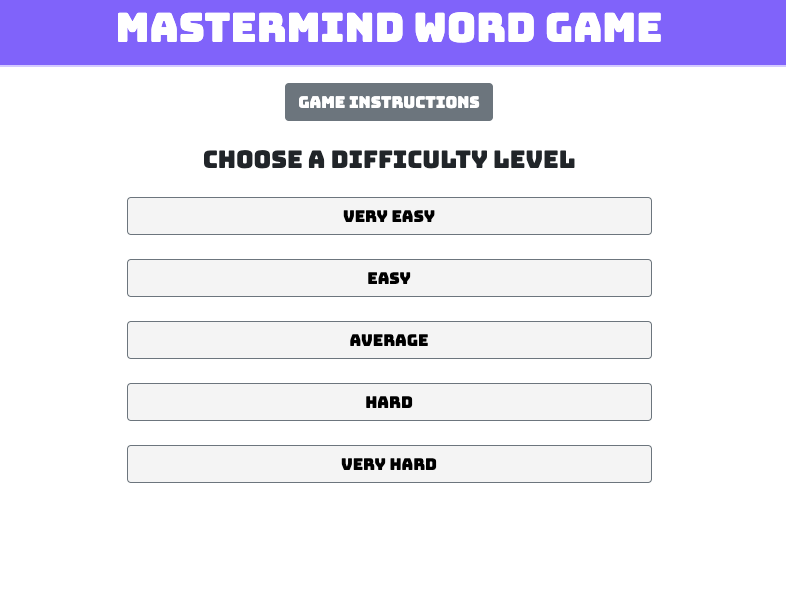 MASTERMIND WORD GAME
GAME INSTRUCTIONS
CHOOSE A DIFFICULTY LEVEL
VERY EASY
EASY
AVERAGE
HARD
VERY HARD